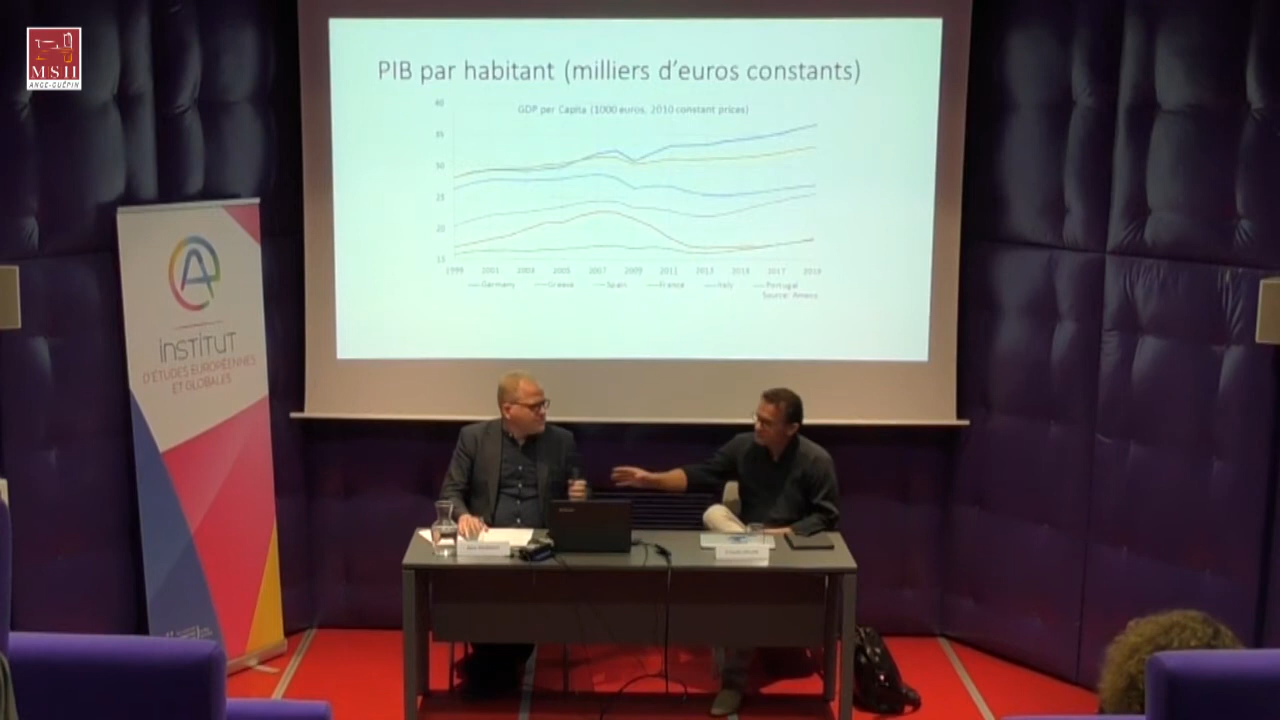 MSH
ANGE-GUÉPIN
PIB par habitant (milliers d'euros constants)
GDP per Capita (1000 euros, 2010 constant prices)
40
35
30
25
20
15
1999 2001 2003 2005 2007 2009 2011 2013 2015 2017 2019
Germany Greece Spain France Italy Portugal
Source: Ameco
A
INSTITUT
D'ÉTUDES EUROPÉENNES
ET GLOBALES